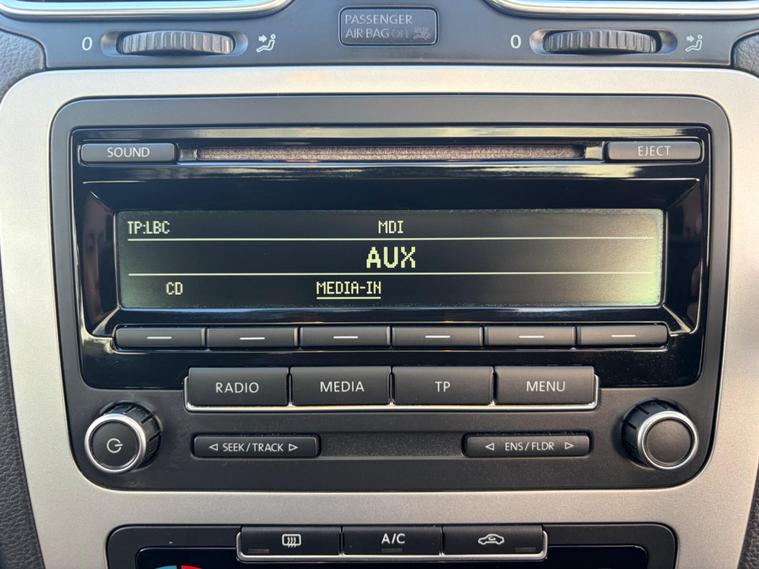 0
PASSENGER
AIR BAG OFF
0
SOUND
EJECT
TP:LBC MDI
AUX
CD MEDIA-IN
RADIO MEDIA TP MENU
SEEK/TRACK
ENS/FLDR
A/C